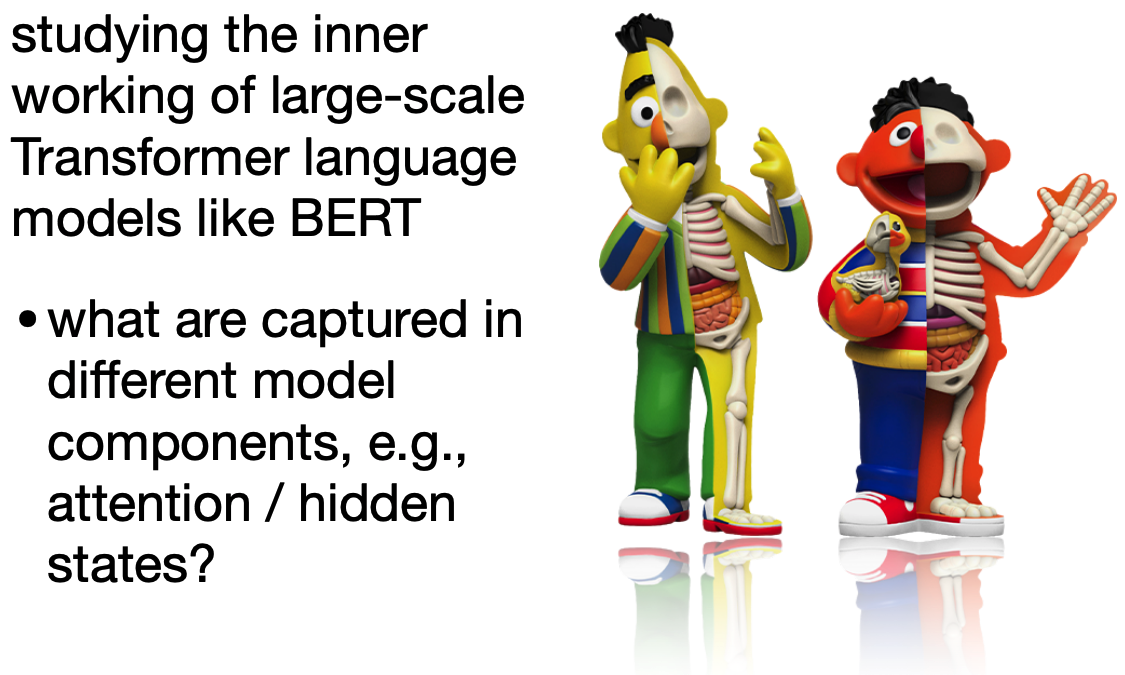 studying the inner
working of large-scale
Transformer language
models like BERT
• what are captured in
different model
components, e.g.,
attention / hidden
states?